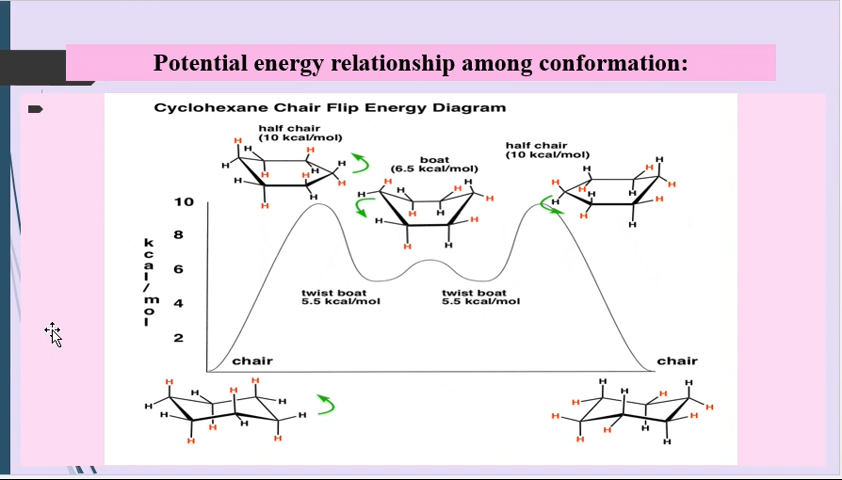 Potential energy relationship among conformation:
Cyclohexane Chair Flip Energy Diagram
half chair
(10 kcal/mol)
boat
(6.5 kcal/mol)
half chair
(10 kcal/mol)
10
8
6
4
2
kcal/mol
twist boat
5.5 kcal/mol
twist boat
5.5 kcal/mol
chair
chair
H H H H H H H H H H H H
H H H H H H H H H H H H
H H H H H H H H H H H H
H H H H H H H H H H H H
H H H H H H H H H H H H